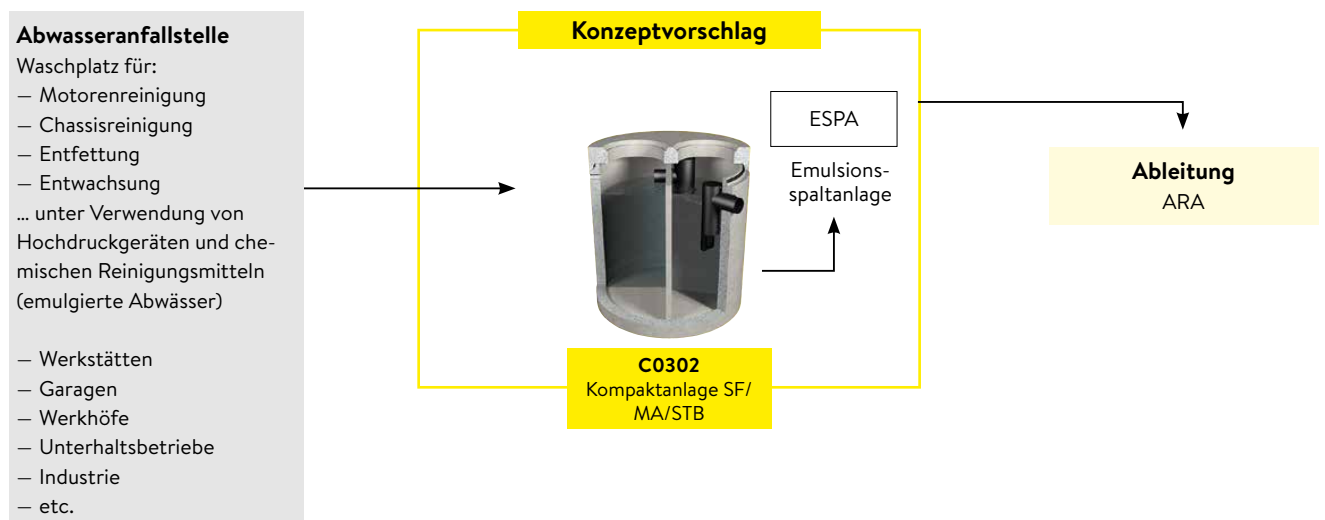 Abwasseranfallstelle
Waschplatz für:
— Motorenreinigung
— Chassisreinigung
— Entfettung
— Entwachsung
… unter Verwendung von
Hochdruckgeräten und che-
mischen Reinigungsmitteln
(emulgierte Abwässer)
— Werkstätten
— Garagen
— Werkhöfe
— Unterhaltsbetriebe
— Industrie
— etc.
Konzeptvorschlag
ESPA
Emulsions-
spaltanlage
C0302
Kompaktanlage SF/
MA/STB
Ableitung
ARA